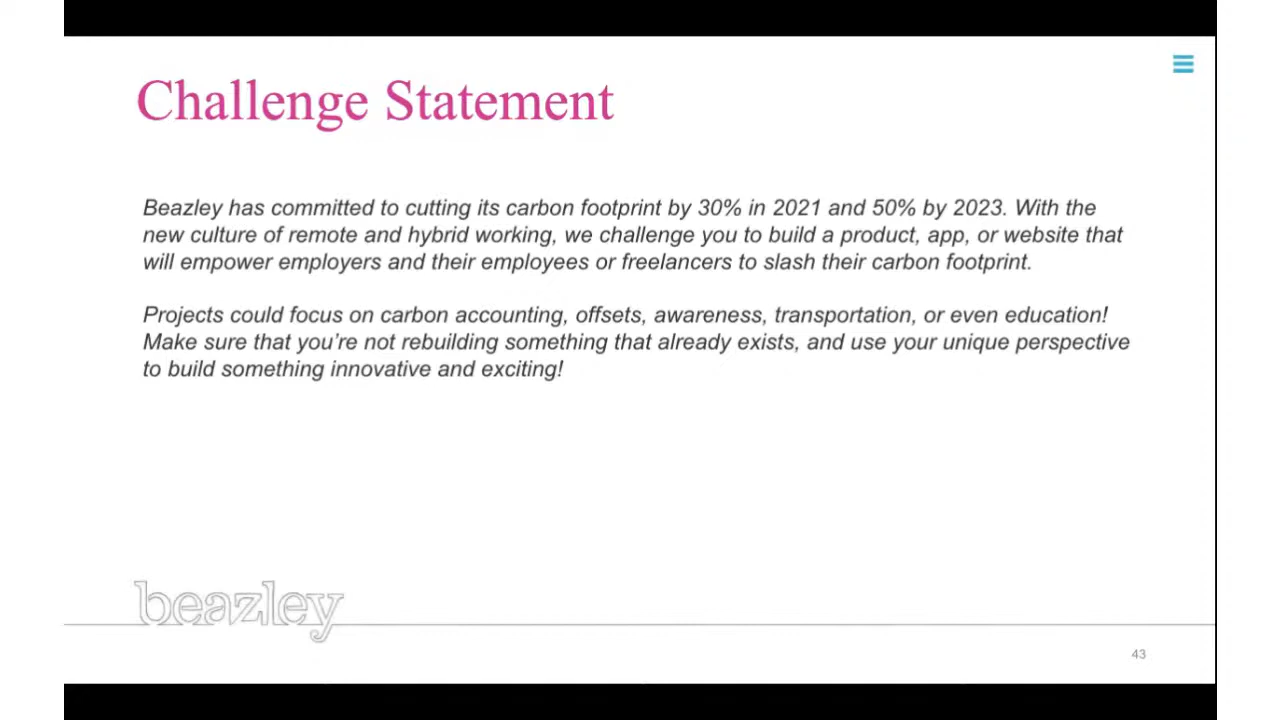 Challenge Statement
Beazley has committed to cutting its carbon footprint by 30% in 2021 and 50% by 2023. With the
new culture of remote and hybrid working, we challenge you to build a product, app, or website that
will empower employers and their employees or freelancers to slash their carbon footprint.
Projects could focus on carbon accounting, offsets, awareness, transportation, or even education!
Make sure that you're not rebuilding something that already exists, and use your unique perspective
to build something innovative and exciting!
beazley
43